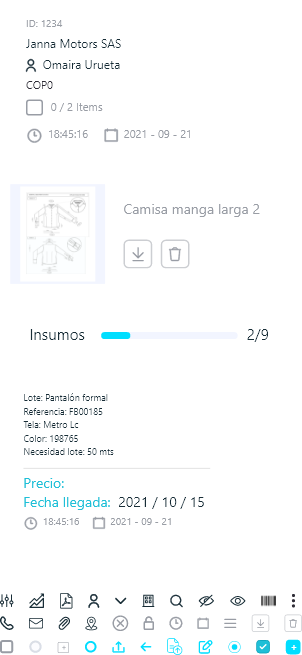 ID: 1234
Janna Motors SAS
Omaira Urueta
COP0
0 / 2 Items
18:45:16 2021 - 09 - 21
Camisa manga larga 2
Insumos 2/9
Lote: Pantalón formal
Referencia: FB00185
Tela: Metro Lc
Color: 198765
Necesidad lote: 50 mts
Precio:
Fecha llegada: 2021 / 10 / 15
18:45:16 2021 - 09 - 21